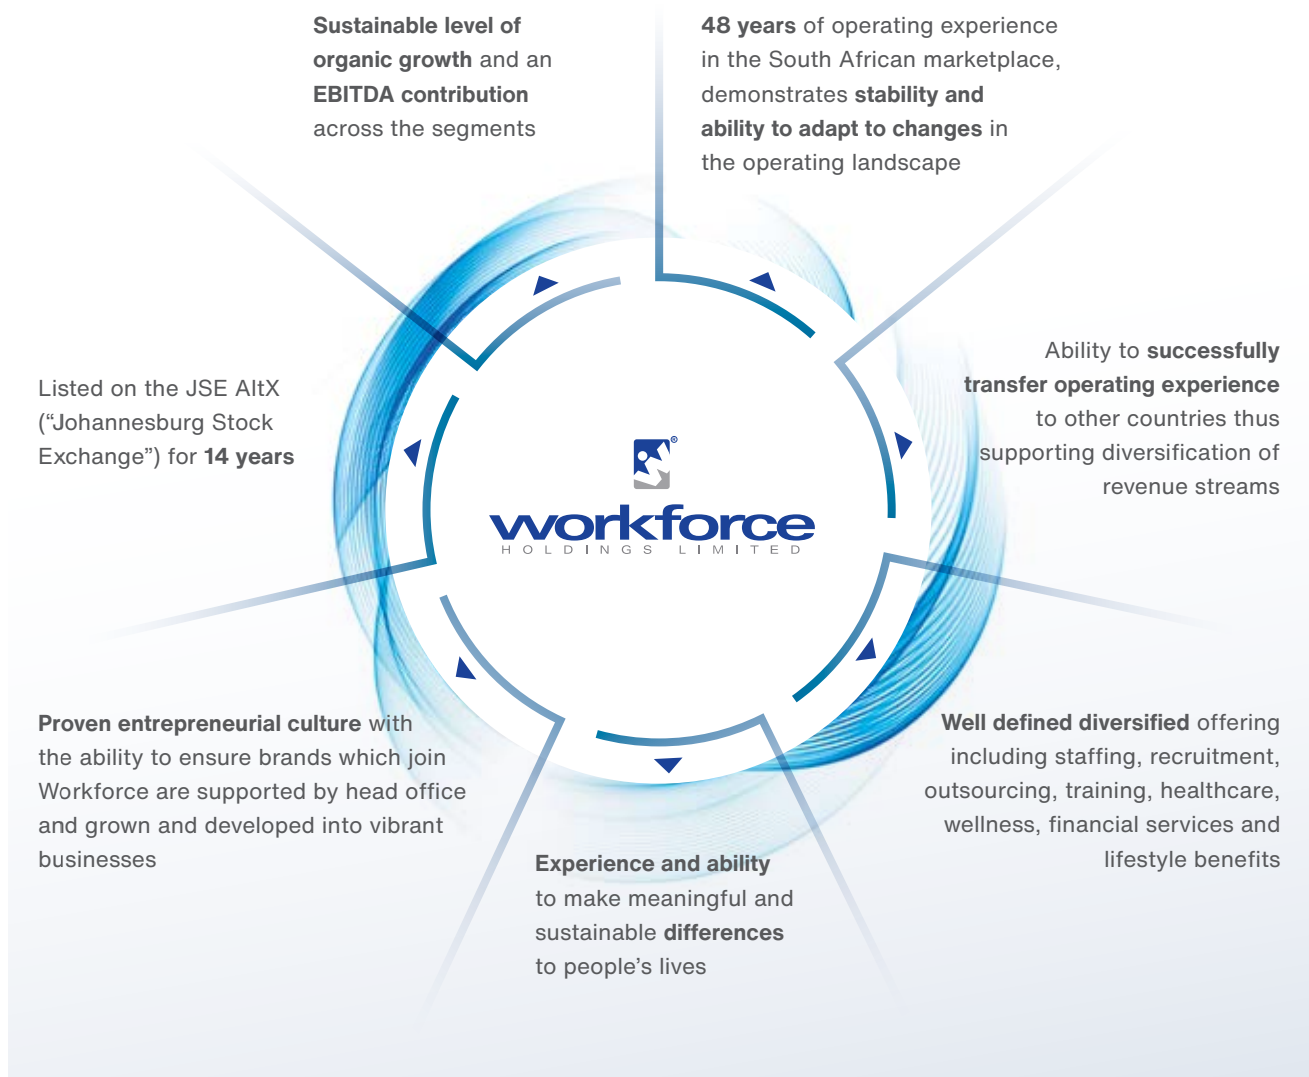 Sustainable level of
organic growth and an
EBITDA contribution
across the segments
48 years of operating experience
in the South African marketplace,
demonstrates stability and
ability to adapt to changes in
the operating landscape
Ability to successfully
transfer operating experience
to other countries thus
supporting diversification of
revenue streams
Listed on the JSE AltX
(“Johannesburg Stock
Exchange”) for 14 years
®
workforce
HOLDINGS LIMITED
Proven entrepreneurial culture with
the ability to ensure brands which join
Workforce are supported by head office
and grown and developed into vibrant
businesses
Well defined diversified offering
including staffing, recruitment,
outsourcing, training, healthcare,
wellness, financial services and
lifestyle benefits
Experience and ability
to make meaningful and
sustainable differences
to people’s lives